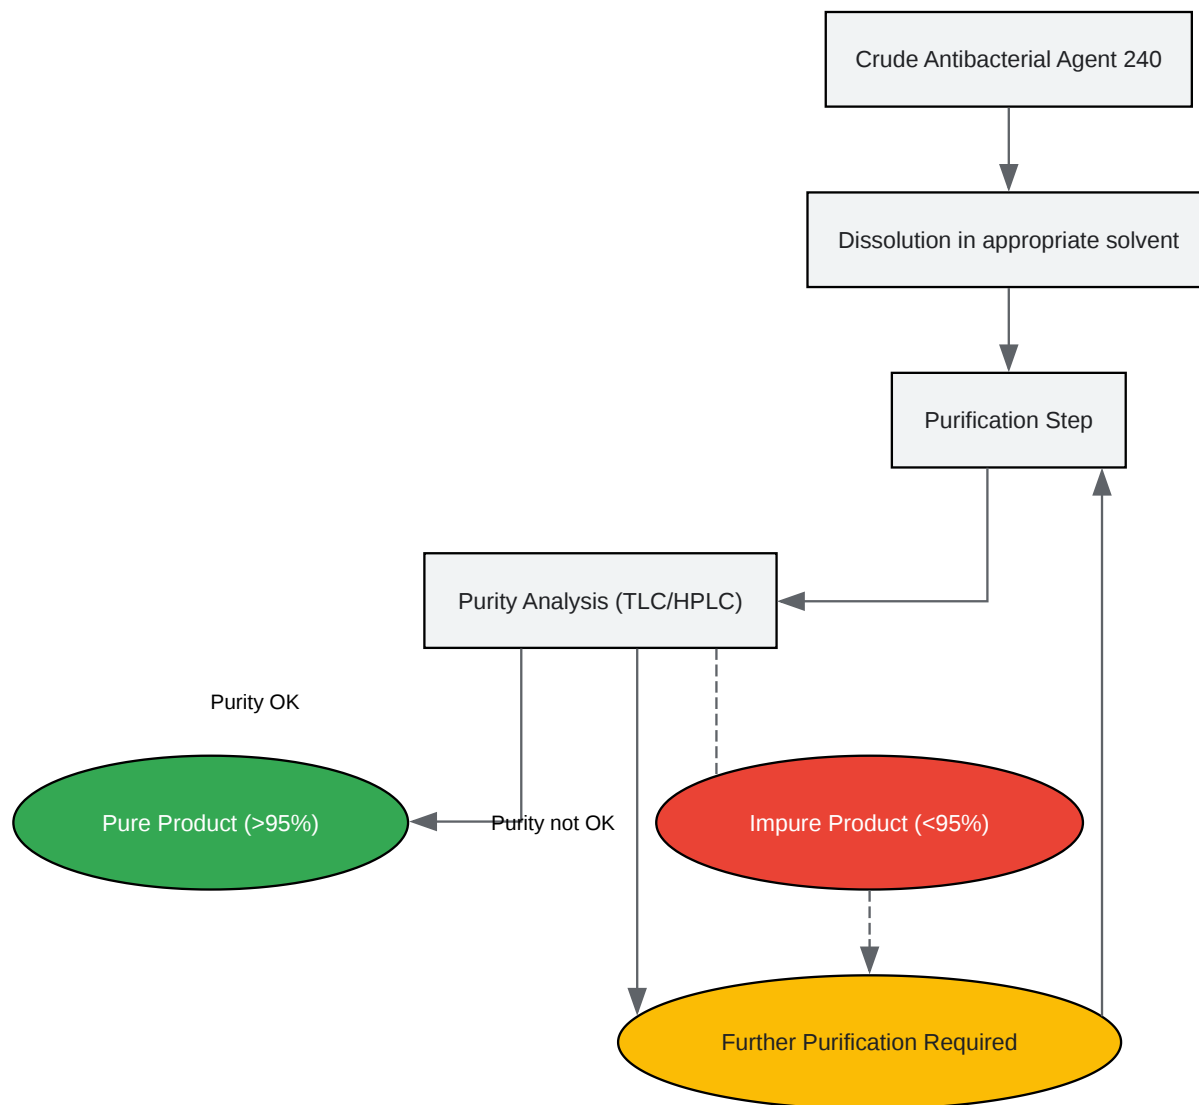 Crude Antibacterial Agent 240
Dissolution in appropriate solvent
Purification Step
Purity Analysis (TLC/HPLC)
Purity OK
Pure Product (>95%)
Purity not OK
Impure Product (<95%)
Further Purification Required